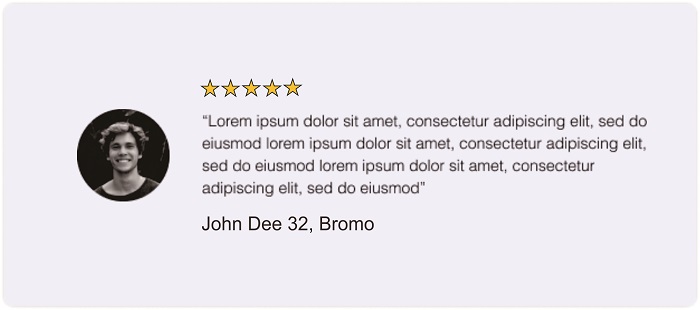 “Lorem ipsum dolor sit amet, consectetur adipiscing elit, sed do
eiusmod lorem ipsum dolor sit amet, consectetur adipiscing elit,
sed do eiusmod lorem ipsum dolor sit amet, consectetur
adipiscing elit, sed do eiusmod”
John Dee 32, Bromo